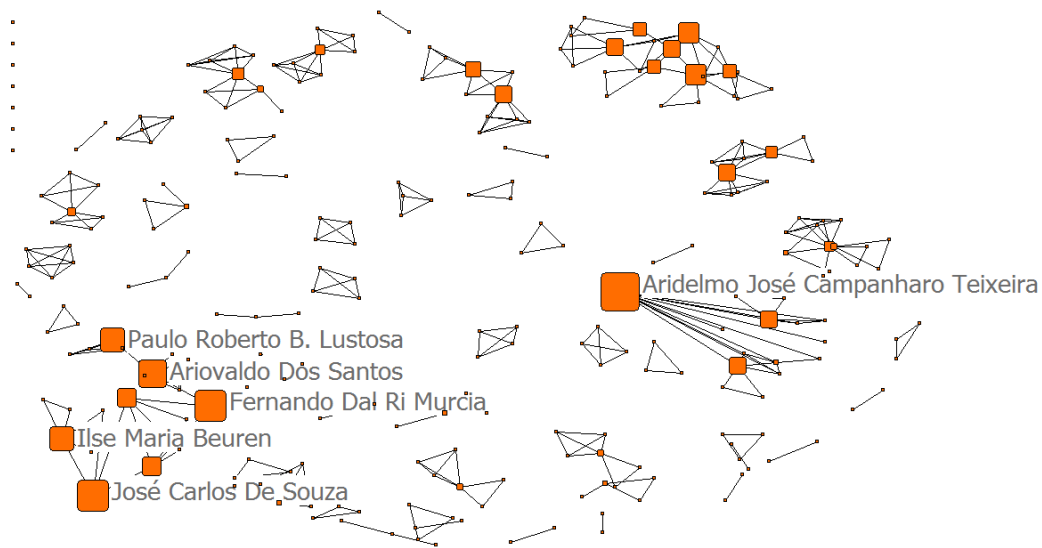 Aridelmo José Campanharo Teixeira
Paulo Roberto B. Lustosa
Ariovaldo Dos Santos
Fernando Dal Ri Murcia
Ilse Maria Beuren
José Carlos De Souza